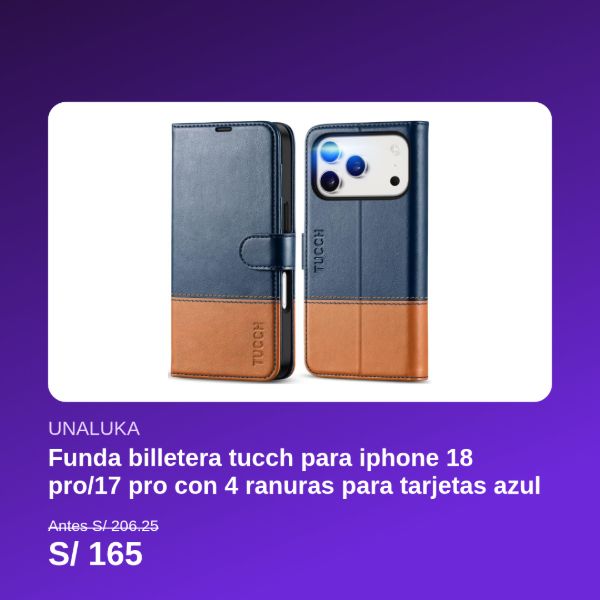 TUCCH
TUCCH
UNALUKA
Funda billetera tucch para iphone 18
pro/17 pro con 4 ranuras para tarjetas azul
Antes S/ 206.25
S/ 165